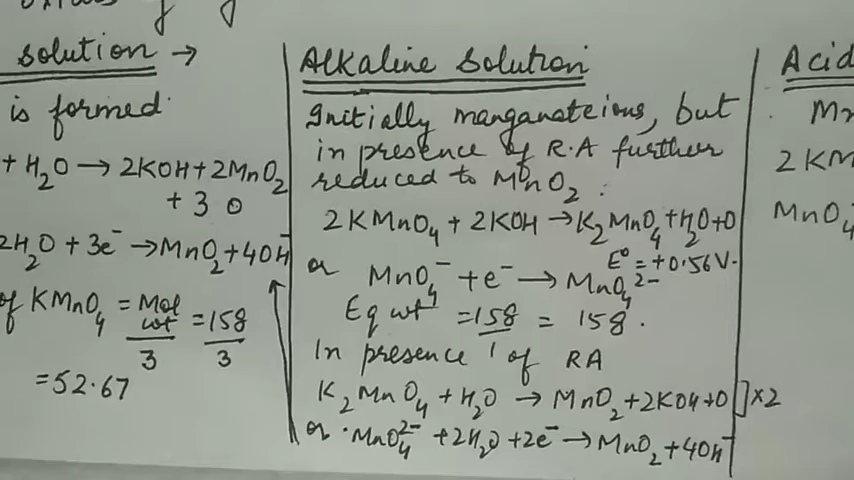 solution →
is formed.
+ H₂O → 2KOH + 2MnO₂
+ 3 O
2H₂O + 3e⁻ → MnO₂ + 4OH⁻
of KMnO₄ = Mol wt / 3 = 158 / 3
= 52.67
Alkaline Solution
Initially manganateions, but
in presence of R.A further
reduced to MnO₂.
2KMnO₄ + 2KOH → K₂MnO₄ + H₂O + O
or MnO₄⁻ + e⁻ → MnO₄²⁻ E° = +0.56V.
Eq wt = 158 / 1 = 158.
In presence of RA
K₂MnO₄ + H₂O → MnO₂ + 2KOH + O ] × 2
or MnO₄²⁻ + 2H₂O + 2e⁻ → MnO₂ + 4OH⁻
Acid
Mn
2KM
MnO₄